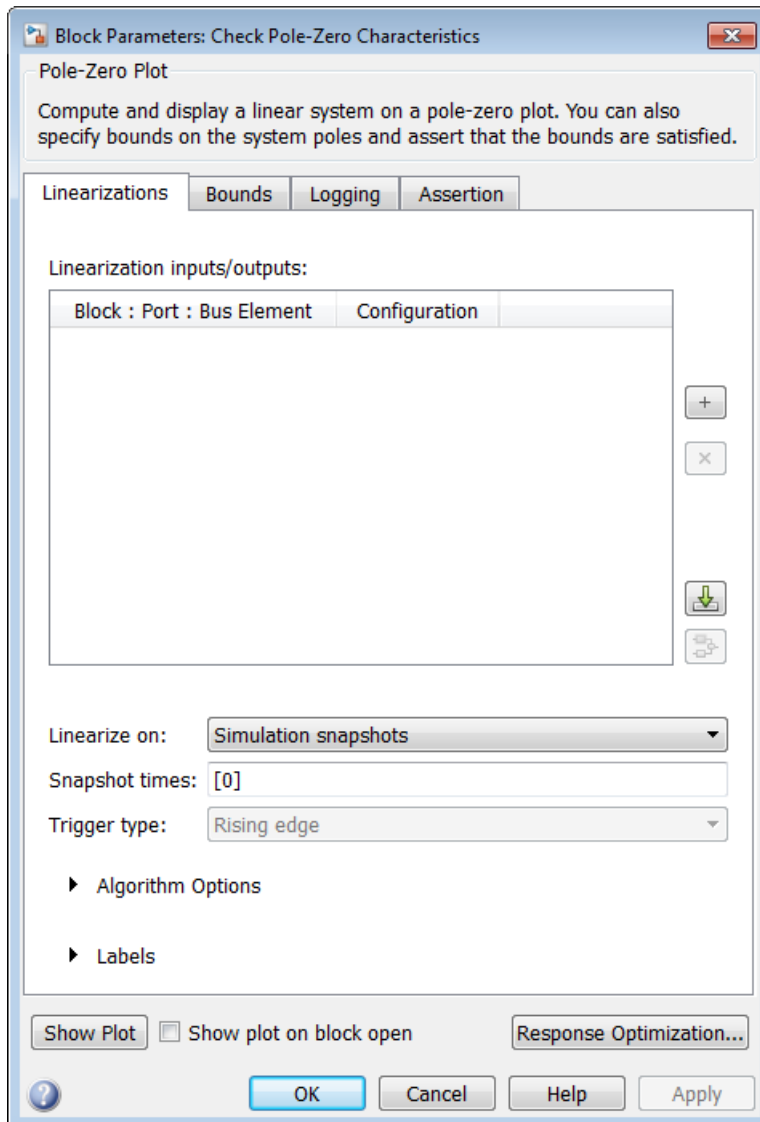 Block Parameters: Check Pole-Zero Characteristics
Pole-Zero Plot
Compute and display a linear system on a pole-zero plot. You can also
specify bounds on the system poles and assert that the bounds are satisfied.
Linearizations Bounds Logging Assertion
Linearization inputs/outputs:
Block : Port : Bus Element Configuration
Linearize on: Simulation snapshots
Snapshot times: [0]
Trigger type: Rising edge
Algorithm Options
Labels
Show Plot Show plot on block open Response Optimization...
OK Cancel Help Apply